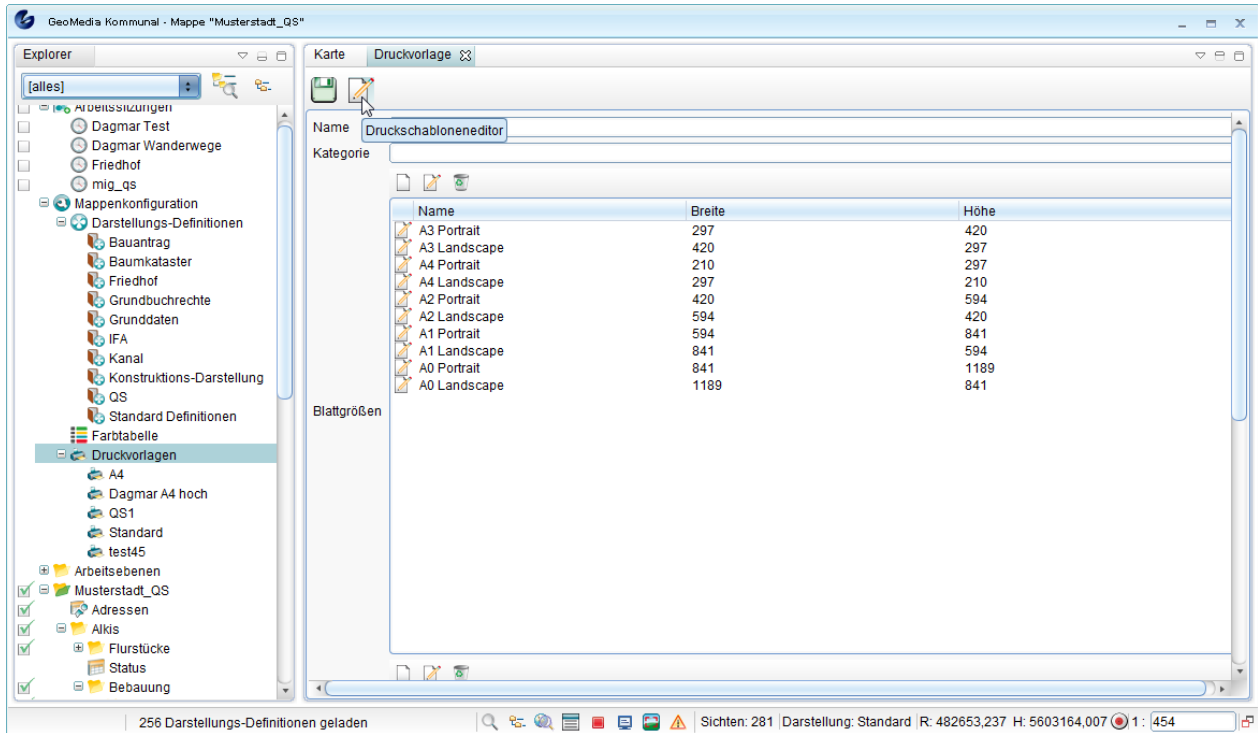 GeoMedia Kommunal - Mappe "Musterstadt_QS"
Explorer
[alles]
Arbeitssitzungen
Dagmar Test
Dagmar Wanderwege
Friedhof
mig_qs
Mappenkonfiguration
Darstellungs-Definitionen
Bauantrag
Baumkataster
Friedhof
Grundbuchrechte
Grunddaten
IFA
Kanal
Konstruktions-Darstellung
QS
Standard Definitionen
Farbtabelle
Druckvorlagen
A4
Dagmar A4 hoch
QS1
Standard
test45
Arbeitsebenen
Musterstadt_QS
Adressen
Alkis
Flurstücke
Status
Bebauung
Karte Druckvorlage
Name
Druckschabloneneditor
Kategorie
Name Breite Höhe
A3 Portrait 297 420
A3 Landscape 420 297
A4 Portrait 210 297
A4 Landscape 297 210
A2 Portrait 420 594
A2 Landscape 594 420
A1 Portrait 594 841
A1 Landscape 841 594
A0 Portrait 841 1189
A0 Landscape 1189 841
Blattgrößen
256 Darstellungs-Definitionen geladen
Sichten: 281 Darstellung: Standard R: 482653,237 H: 5603164,007 1 : 454